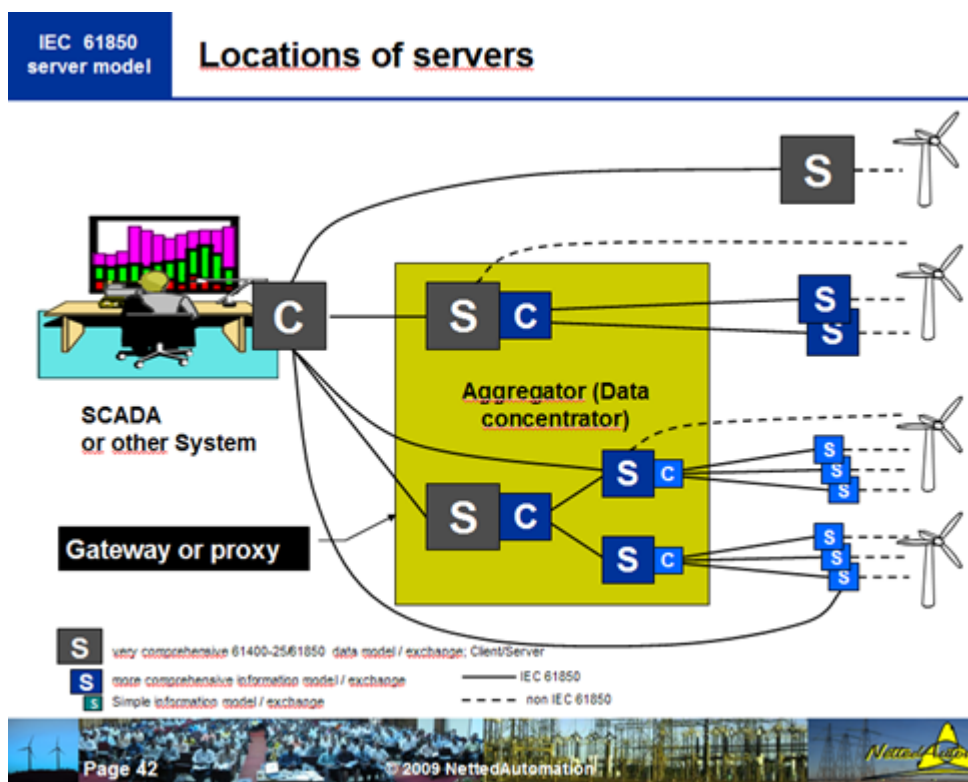 IEC 61850
server model
Locations of servers
S
S
C
S
C
S
S
Aggregator (Data
concentrator)
SCADA
or other System
S
C
S
S
S
S
C
Gateway or proxy
S
C
S
S
S
S very comprehensive 61400-25/61850 data model / exchange; Client/Server
S more comprehensive information model / exchange
IEC 61850
S Simple information model / exchange
non IEC 61850
Page 42
© 2009 NettedAutomation
NettedAutom